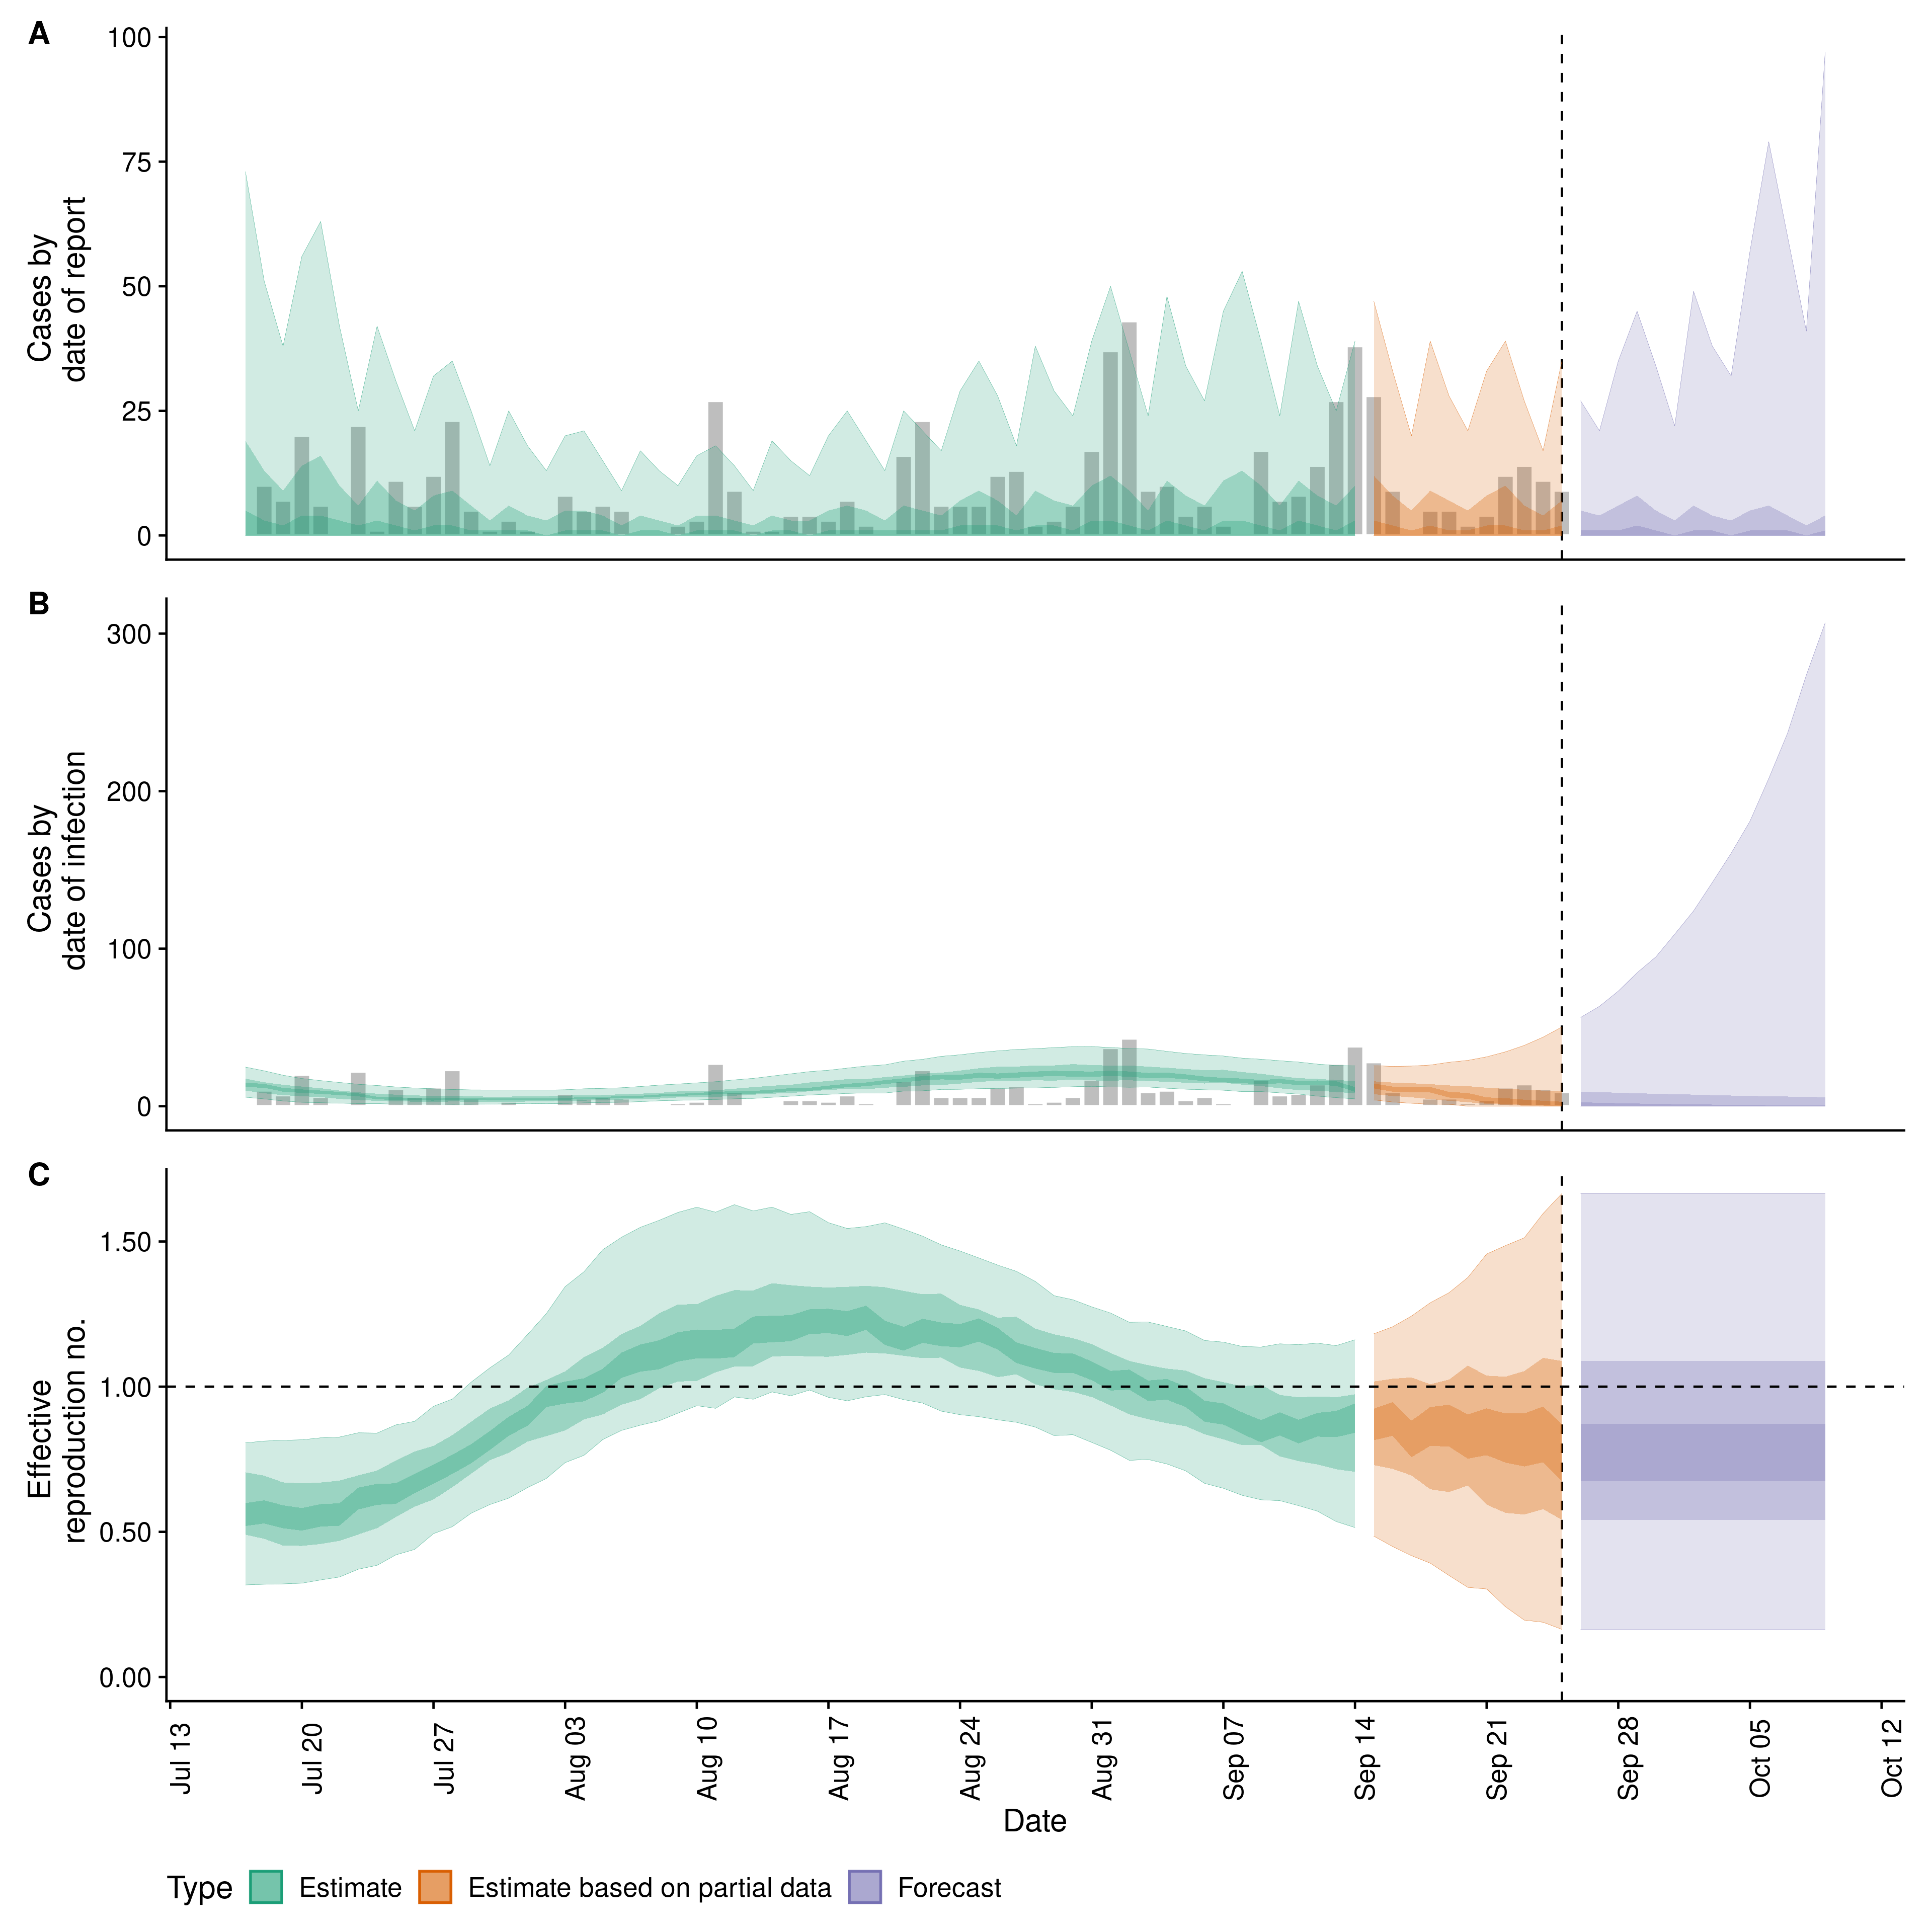 A
Cases by
date of report
100
75
50
25
0
B
Cases by
date of infection
300
200
100
0
C
Effective
reproduction no.
1.50
1.00
0.50
0.00
Jul 13
Jul 20
Jul 27
Aug 03
Aug 10
Aug 17
Aug 24
Aug 31
Sep 07
Sep 14
Sep 21
Sep 28
Oct 05
Oct 12
Date
Type Estimate Estimate based on partial data Forecast